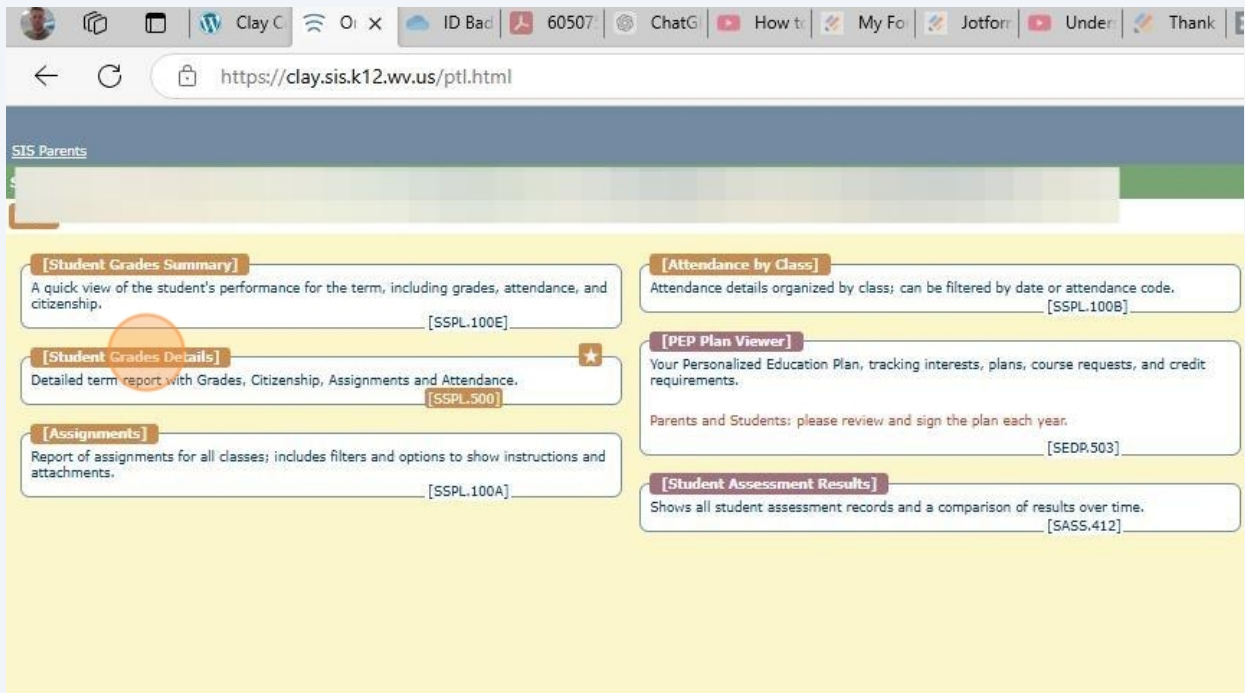 Clay C
ID Bad
60507
ChatG
How to
My Fo
Jotfor
Under
Thank
https://clay.sis.k12.wv.us/ptl.html
SIS Parents
[Student Grades Summary]
A quick view of the student's performance for the term, including grades, attendance, and
citizenship.
[SSPL.100E]
[Student Grades Details]
Detailed term report with Grades, Citizenship, Assignments and Attendance.
[SSPL.500]
[Assignments]
Report of assignments for all classes; includes filters and options to show instructions and
attachments.
[SSPL.100A]
[Attendance by Class]
Attendance details organized by class; can be filtered by date or attendance code.
[SSPL.100B]
[PEP Plan Viewer]
Your Personalized Education Plan, tracking interests, plans, course requests, and credit
requirements.
Parents and Students: please review and sign the plan each year.
[SEDP.503]
[Student Assessment Results]
Shows all student assessment records and a comparison of results over time.
[SASS.412]